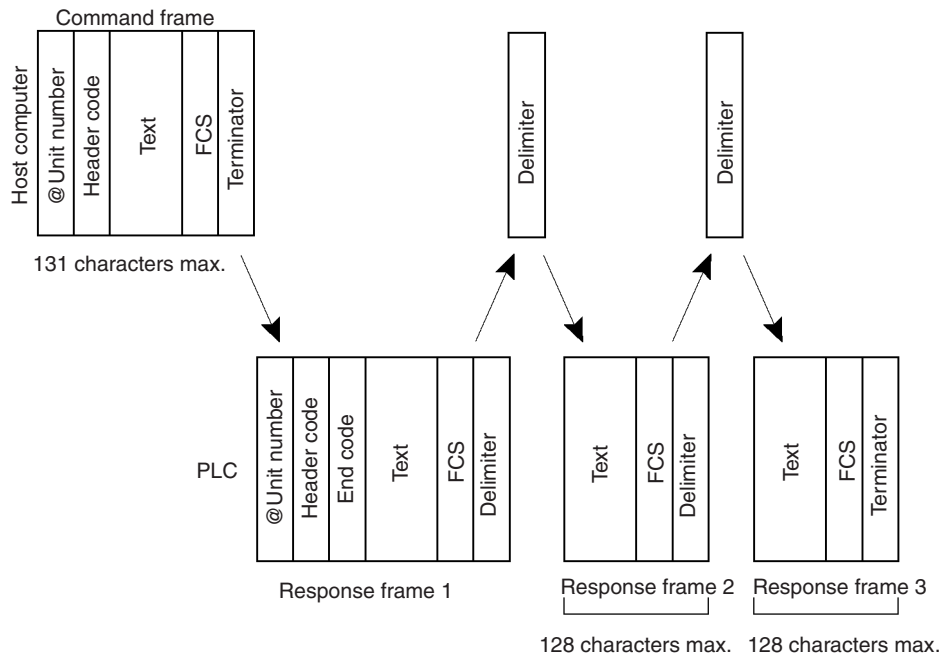 Command frame
Host computer
@Unit number
Header code
Text
FCS
Terminator
131 characters max.
Delimiter
Delimiter
PLC
@Unit number
Header code
End code
Text
FCS
Delimiter
Response frame 1
Text
FCS
Delimiter
Response frame 2
128 characters max.
Text
FCS
Terminator
Response frame 3
128 characters max.